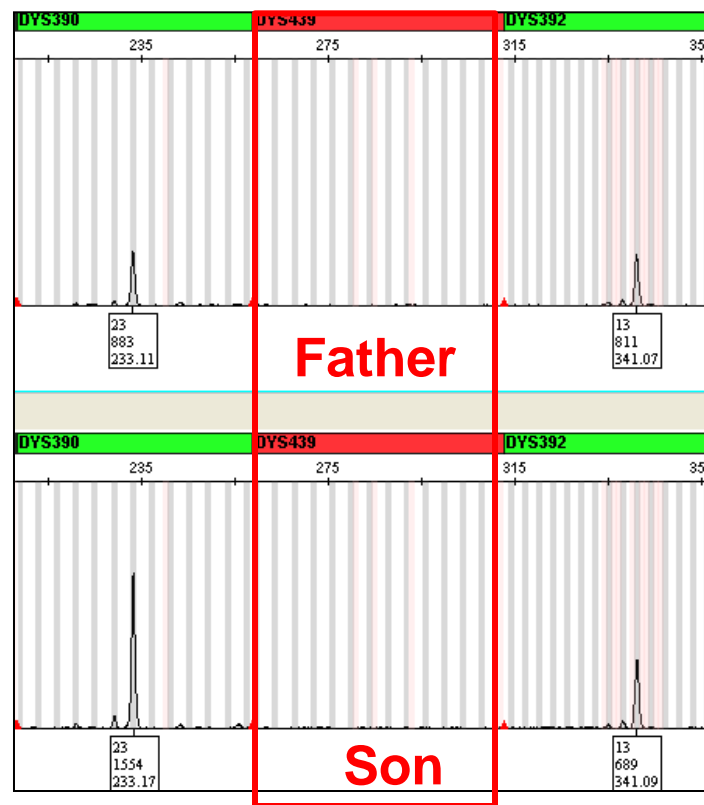 DYS390 DYS439 DYS392
235 275 315 35
23 13
883 811
233.11 341.07
Father
DYS390 DYS439 DYS392
235 275 315 35
23 13
1554 689
233.17 341.09
Son